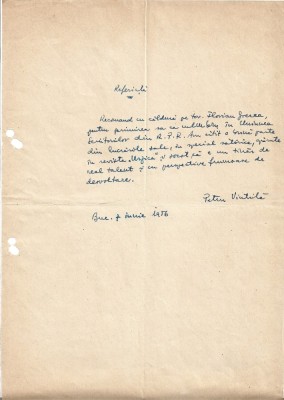 Referință
Recomand cu căldură pe tov. Florian Grecea,
pentru primirea sa ca membru în Uniunea
Scriitorilor din R.P.R. Am citit o bună parte
din lucrările sale, în special satirice, apărute
în revista „Urzica” și socot că e un tînăr de
real talent și cu perspective frumoase de
dezvoltare.
Petru Vintilă
Buc. 4 iunie 1956